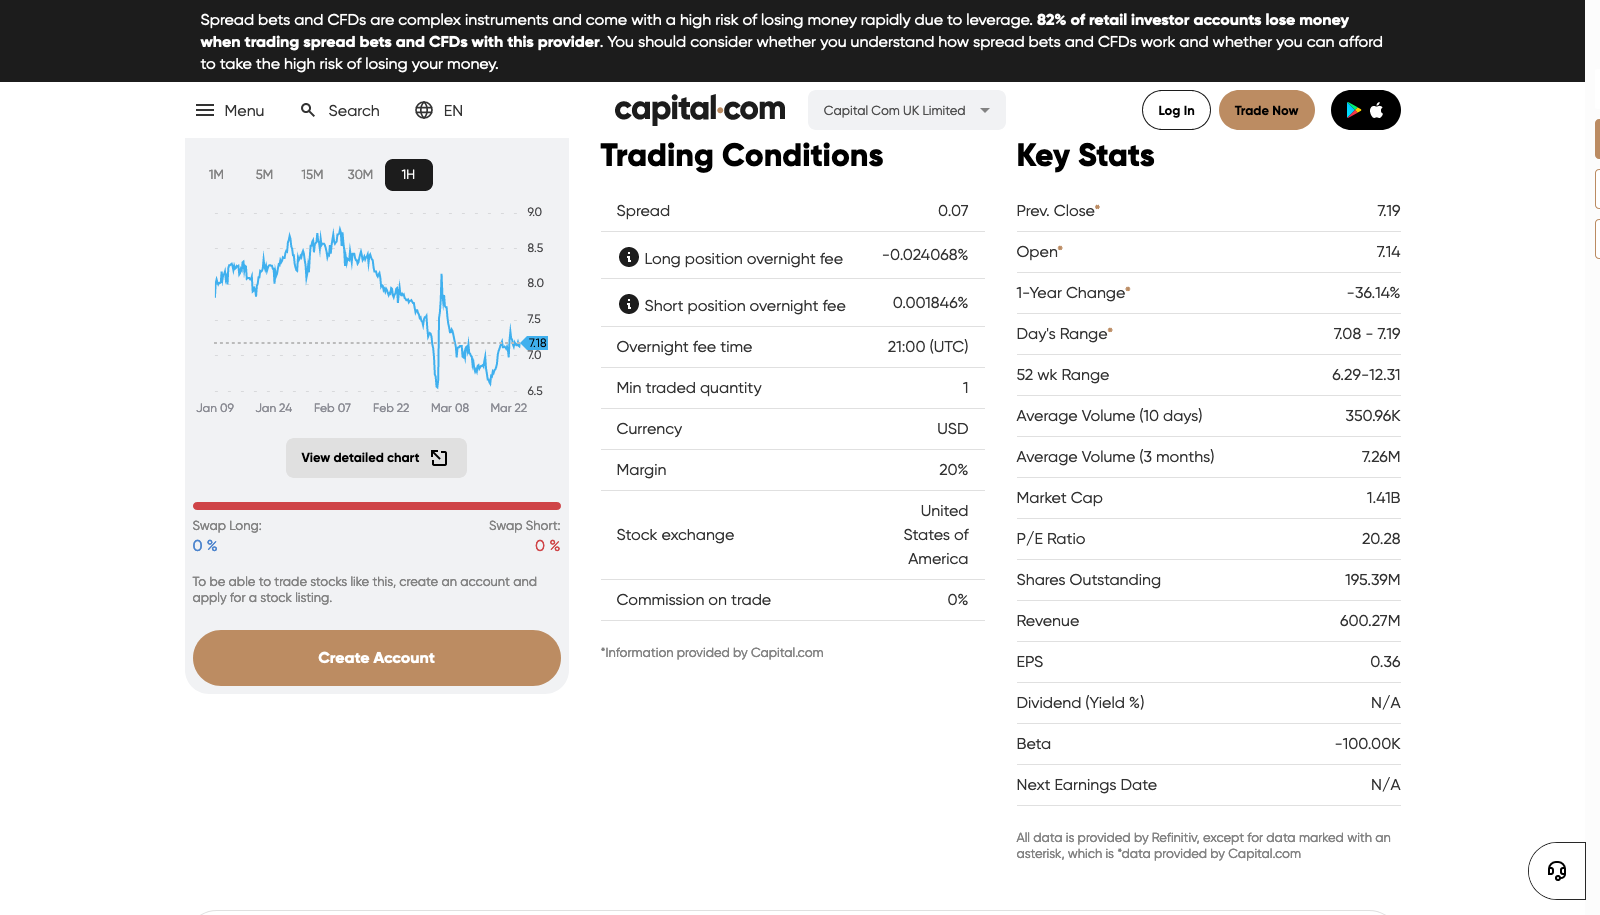 Spread bets and CFDs are complex instruments and come with a high risk of losing money rapidly due to leverage. 82% of retail investor accounts lose money
when trading spread bets and CFDs with this provider. You should consider whether you understand how spread bets and CFDs work and whether you can afford
to take the high risk of losing your money.
Menu Search EN capital.com Capital Com UK Limited Log In Trade Now
1M 5M 15M 30M 1H
9.0
8.5
8.0
7.5
7.18
7.0
6.5
Jan 09 Jan 24 Feb 07 Feb 22 Mar 08 Mar 22
View detailed chart
Swap Long: Swap Short:
0 % 0 %
To be able to trade stocks like this, create an account and
apply for a stock listing.
Create Account
Trading Conditions
Spread 0.07
Long position overnight fee -0.024068%
Short position overnight fee 0.001846%
Overnight fee time 21:00 (UTC)
Min traded quantity 1
Currency USD
Margin 20%
Stock exchange United
States of
America
Commission on trade 0%
*Information provided by Capital.com
Key Stats
Prev. Close* 7.19
Open* 7.14
1-Year Change* -36.14%
Day's Range* 7.08 - 7.19
52 wk Range 6.29-12.31
Average Volume (10 days) 350.96K
Average Volume (3 months) 7.26M
Market Cap 1.41B
P/E Ratio 20.28
Shares Outstanding 195.39M
Revenue 600.27M
EPS 0.36
Dividend (Yield %) N/A
Beta -100.00K
Next Earnings Date N/A
All data is provided by Refinitiv, except for data marked with an
asterisk, which is *data provided by Capital.com